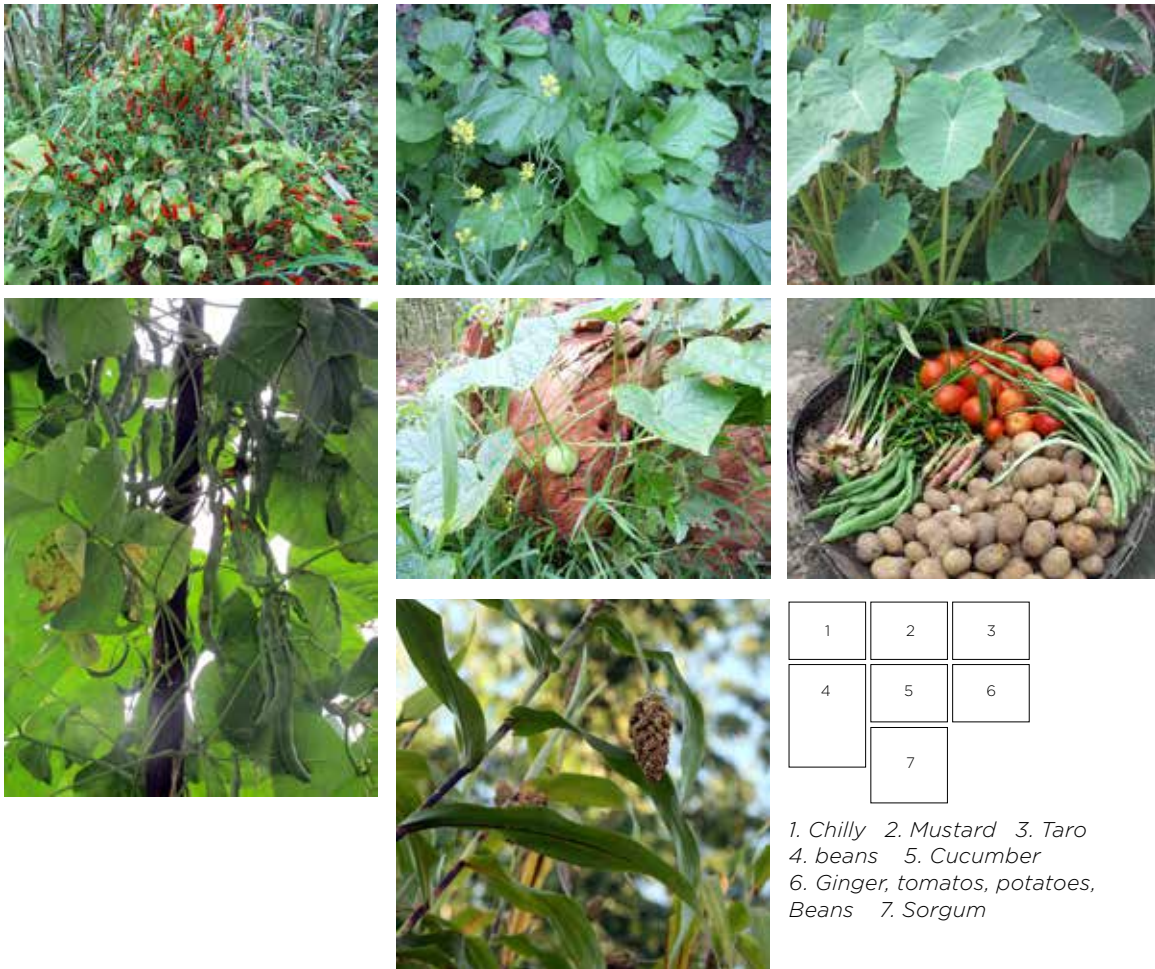 1 2 3
4 5 6
7
1. Chilly 2. Mustard 3. Taro
4. beans 5. Cucumber
6. Ginger, tomatos, potatoes,
Beans 7. Sorgum